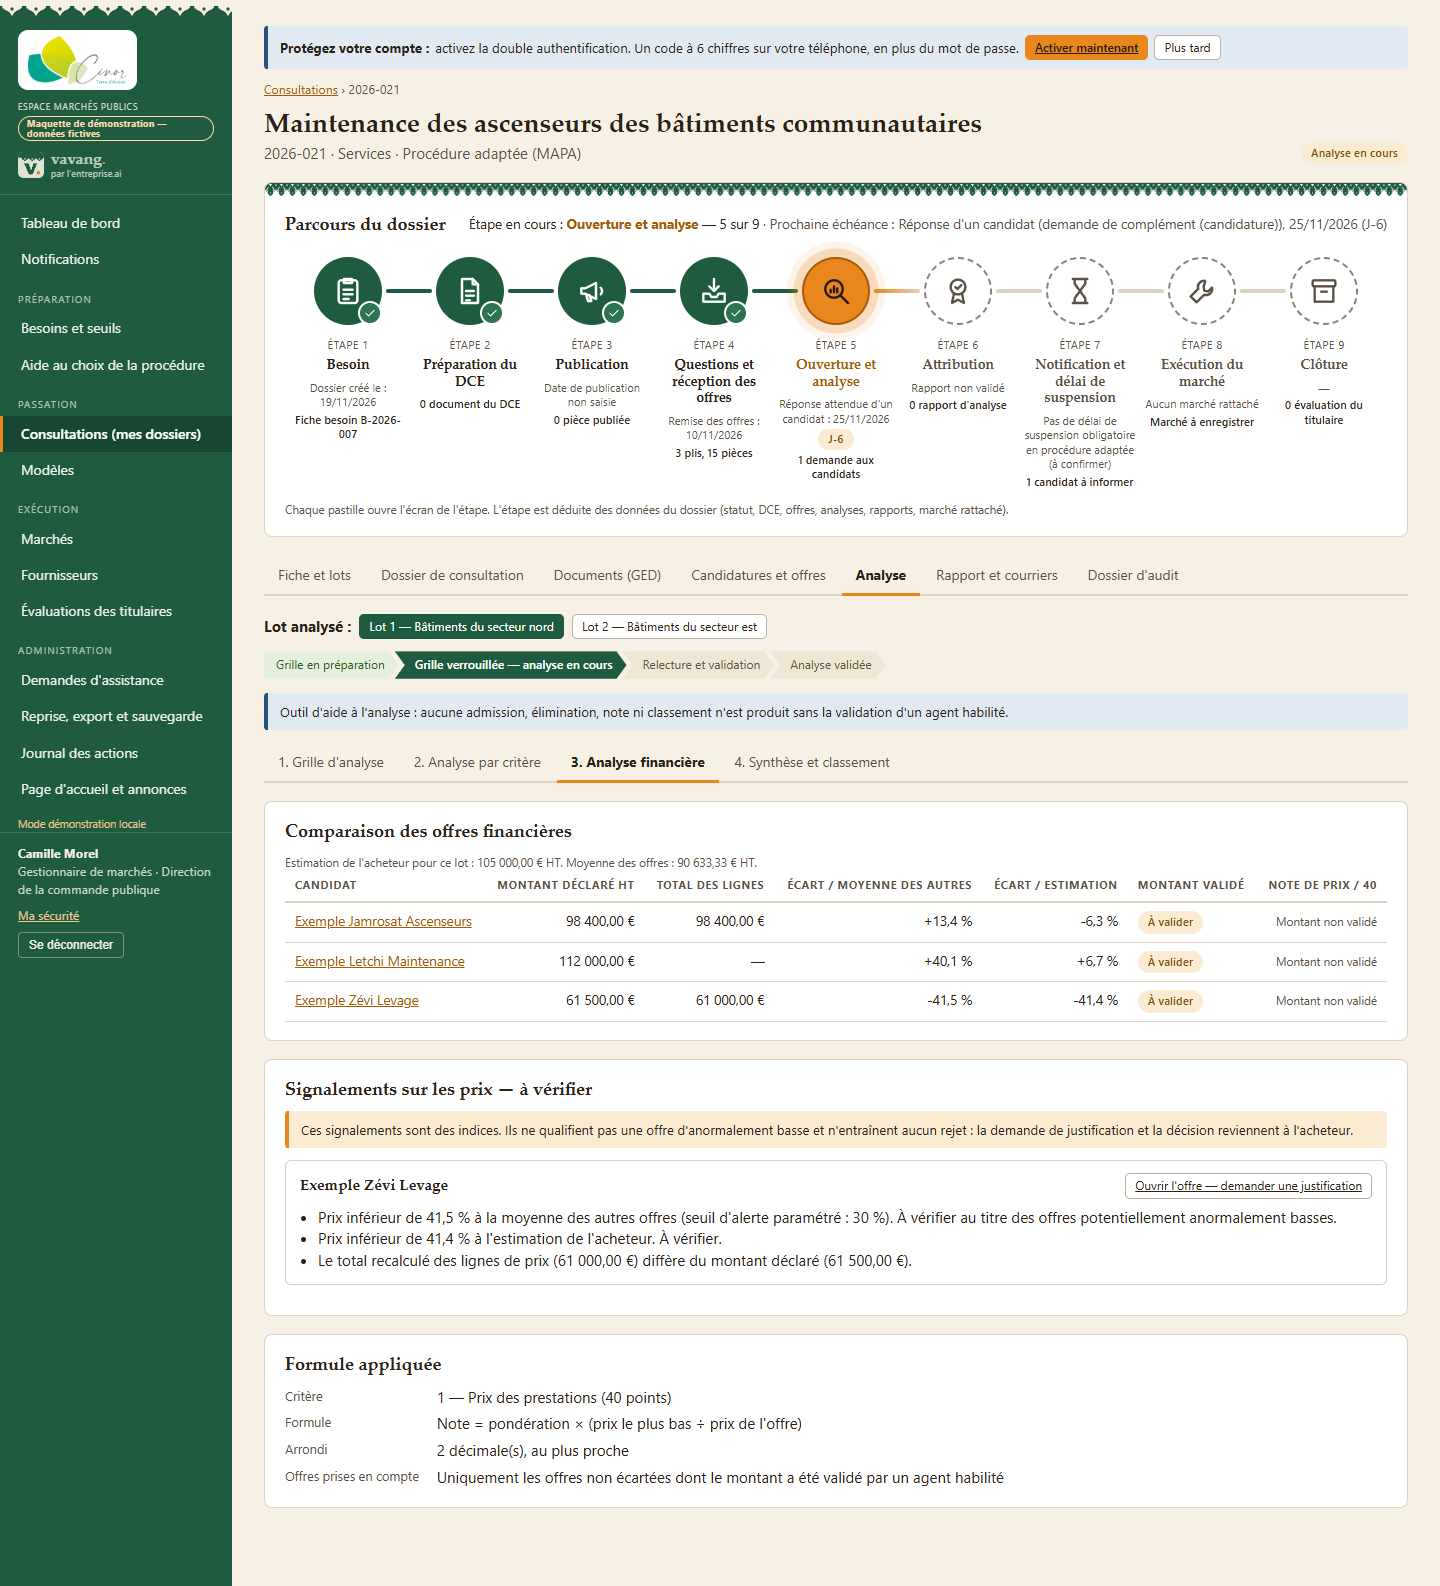 Cinor
Terre d'Avenir
ESPACE MARCHÉS PUBLICS
Maquette de démonstration —
données fictives
vavang.
par l'entreprise.ai
Tableau de bord
Notifications
PRÉPARATION
Besoins et seuils
Aide au choix de la procédure
PASSATION
Consultations (mes dossiers)
Modèles
EXÉCUTION
Marchés
Fournisseurs
Évaluations des titulaires
ADMINISTRATION
Demandes d'assistance
Reprise, export et sauvegarde
Journal des actions
Page d'accueil et annonces
Mode démonstration locale
Camille Morel
Gestionnaire de marchés · Direction
de la commande publique
Ma sécurité
Se déconnecter
Protégez votre compte : activez la double authentification. Un code à 6 chiffres sur votre téléphone, en plus du mot de passe. Activer maintenant Plus tard
Consultations › 2026-021
Maintenance des ascenseurs des bâtiments communautaires
2026-021 · Services · Procédure adaptée (MAPA) Analyse en cours
Parcours du dossier Étape en cours : Ouverture et analyse — 5 sur 9 · Prochaine échéance : Réponse d'un candidat (demande de complément (candidature)), 25/11/2026 (J-6)
ÉTAPE 1
Besoin
Dossier créé le :
19/11/2026
Fiche besoin B-2026-
007
ÉTAPE 2
Préparation du
DCE
0 document du DCE
ÉTAPE 3
Publication
Date de publication
non saisie
0 pièce publiée
ÉTAPE 4
Questions et
réception des
offres
Remise des offres :
10/11/2026
3 plis, 15 pièces
ÉTAPE 5
Ouverture et
analyse
Réponse attendue d'un
candidat : 25/11/2026
J-6
1 demande aux
candidats
ÉTAPE 6
Attribution
Rapport non validé
0 rapport d'analyse
ÉTAPE 7
Notification et
délai de
suspension
Pas de délai de
suspension obligatoire
en procédure adaptée
(à confirmer)
1 candidat à informer
ÉTAPE 8
Exécution du
marché
Aucun marché rattaché
Marché à enregistrer
ÉTAPE 9
Clôture
—
0 évaluation du
titulaire
Chaque pastille ouvre l'écran de l'étape. L'étape est déduite des données du dossier (statut, DCE, offres, analyses, rapports, marché rattaché).
Fiche et lots Dossier de consultation Documents (GED) Candidatures et offres Analyse Rapport et courriers Dossier d'audit
Lot analysé : Lot 1 — Bâtiments du secteur nord Lot 2 — Bâtiments du secteur est
Grille en préparation Grille verrouillée — analyse en cours Relecture et validation Analyse validée
Outil d'aide à l'analyse : aucune admission, élimination, note ni classement n'est produit sans la validation d'un agent habilité.
1. Grille d'analyse 2. Analyse par critère 3. Analyse financière 4. Synthèse et classement
Comparaison des offres financières
Estimation de l'acheteur pour ce lot : 105 000,00 € HT. Moyenne des offres : 90 633,33 € HT.
CANDIDAT MONTANT DÉCLARÉ HT TOTAL DES LIGNES ÉCART / MOYENNE DES AUTRES ÉCART / ESTIMATION MONTANT VALIDÉ NOTE DE PRIX / 40
Exemple Jamrosat Ascenseurs 98 400,00 € 98 400,00 € +13,4 % -6,3 % À valider Montant non validé
Exemple Letchi Maintenance 112 000,00 € — +40,1 % +6,7 % À valider Montant non validé
Exemple Zévi Levage 61 500,00 € 61 000,00 € -41,5 % -41,4 % À valider Montant non validé
Signalements sur les prix — à vérifier
Ces signalements sont des indices. Ils ne qualifient pas une offre d'anormalement basse et n'entraînent aucun rejet : la demande de justification et la décision reviennent à l'acheteur.
Exemple Zévi Levage Ouvrir l'offre — demander une justification
• Prix inférieur de 41,5 % à la moyenne des autres offres (seuil d'alerte paramétré : 30 %). À vérifier au titre des offres potentiellement anormalement basses.
• Prix inférieur de 41,4 % à l'estimation de l'acheteur. À vérifier.
• Le total recalculé des lignes de prix (61 000,00 €) diffère du montant déclaré (61 500,00 €).
Formule appliquée
Critère 1 — Prix des prestations (40 points)
Formule Note = pondération × (prix le plus bas ÷ prix de l'offre)
Arrondi 2 décimale(s), au plus proche
Offres prises en compte Uniquement les offres non écartées dont le montant a été validé par un agent habilité